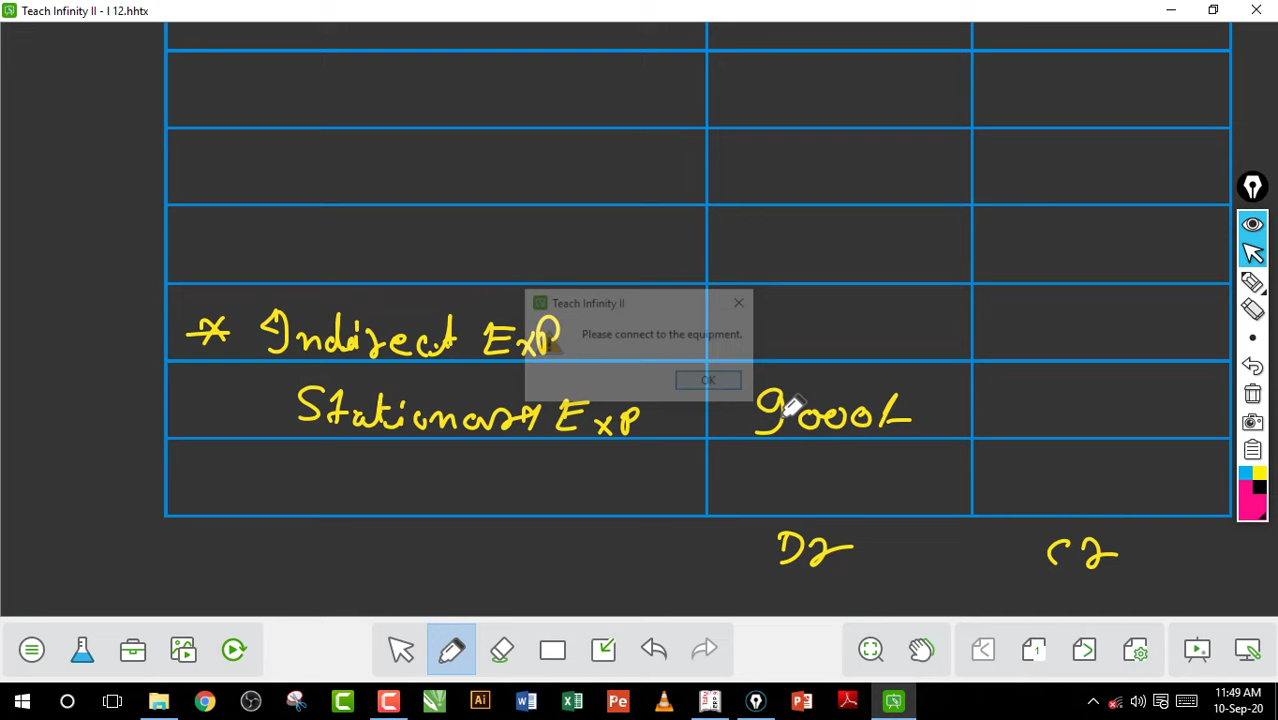 Teach Infinity II - I 12.hhtx
Teach Infinity II
Please connect to the equipment.
OK
* Indirect Exp
Stationary Exp 9000/-
Dr Cr
1
11:49 AM
10-Sep-20